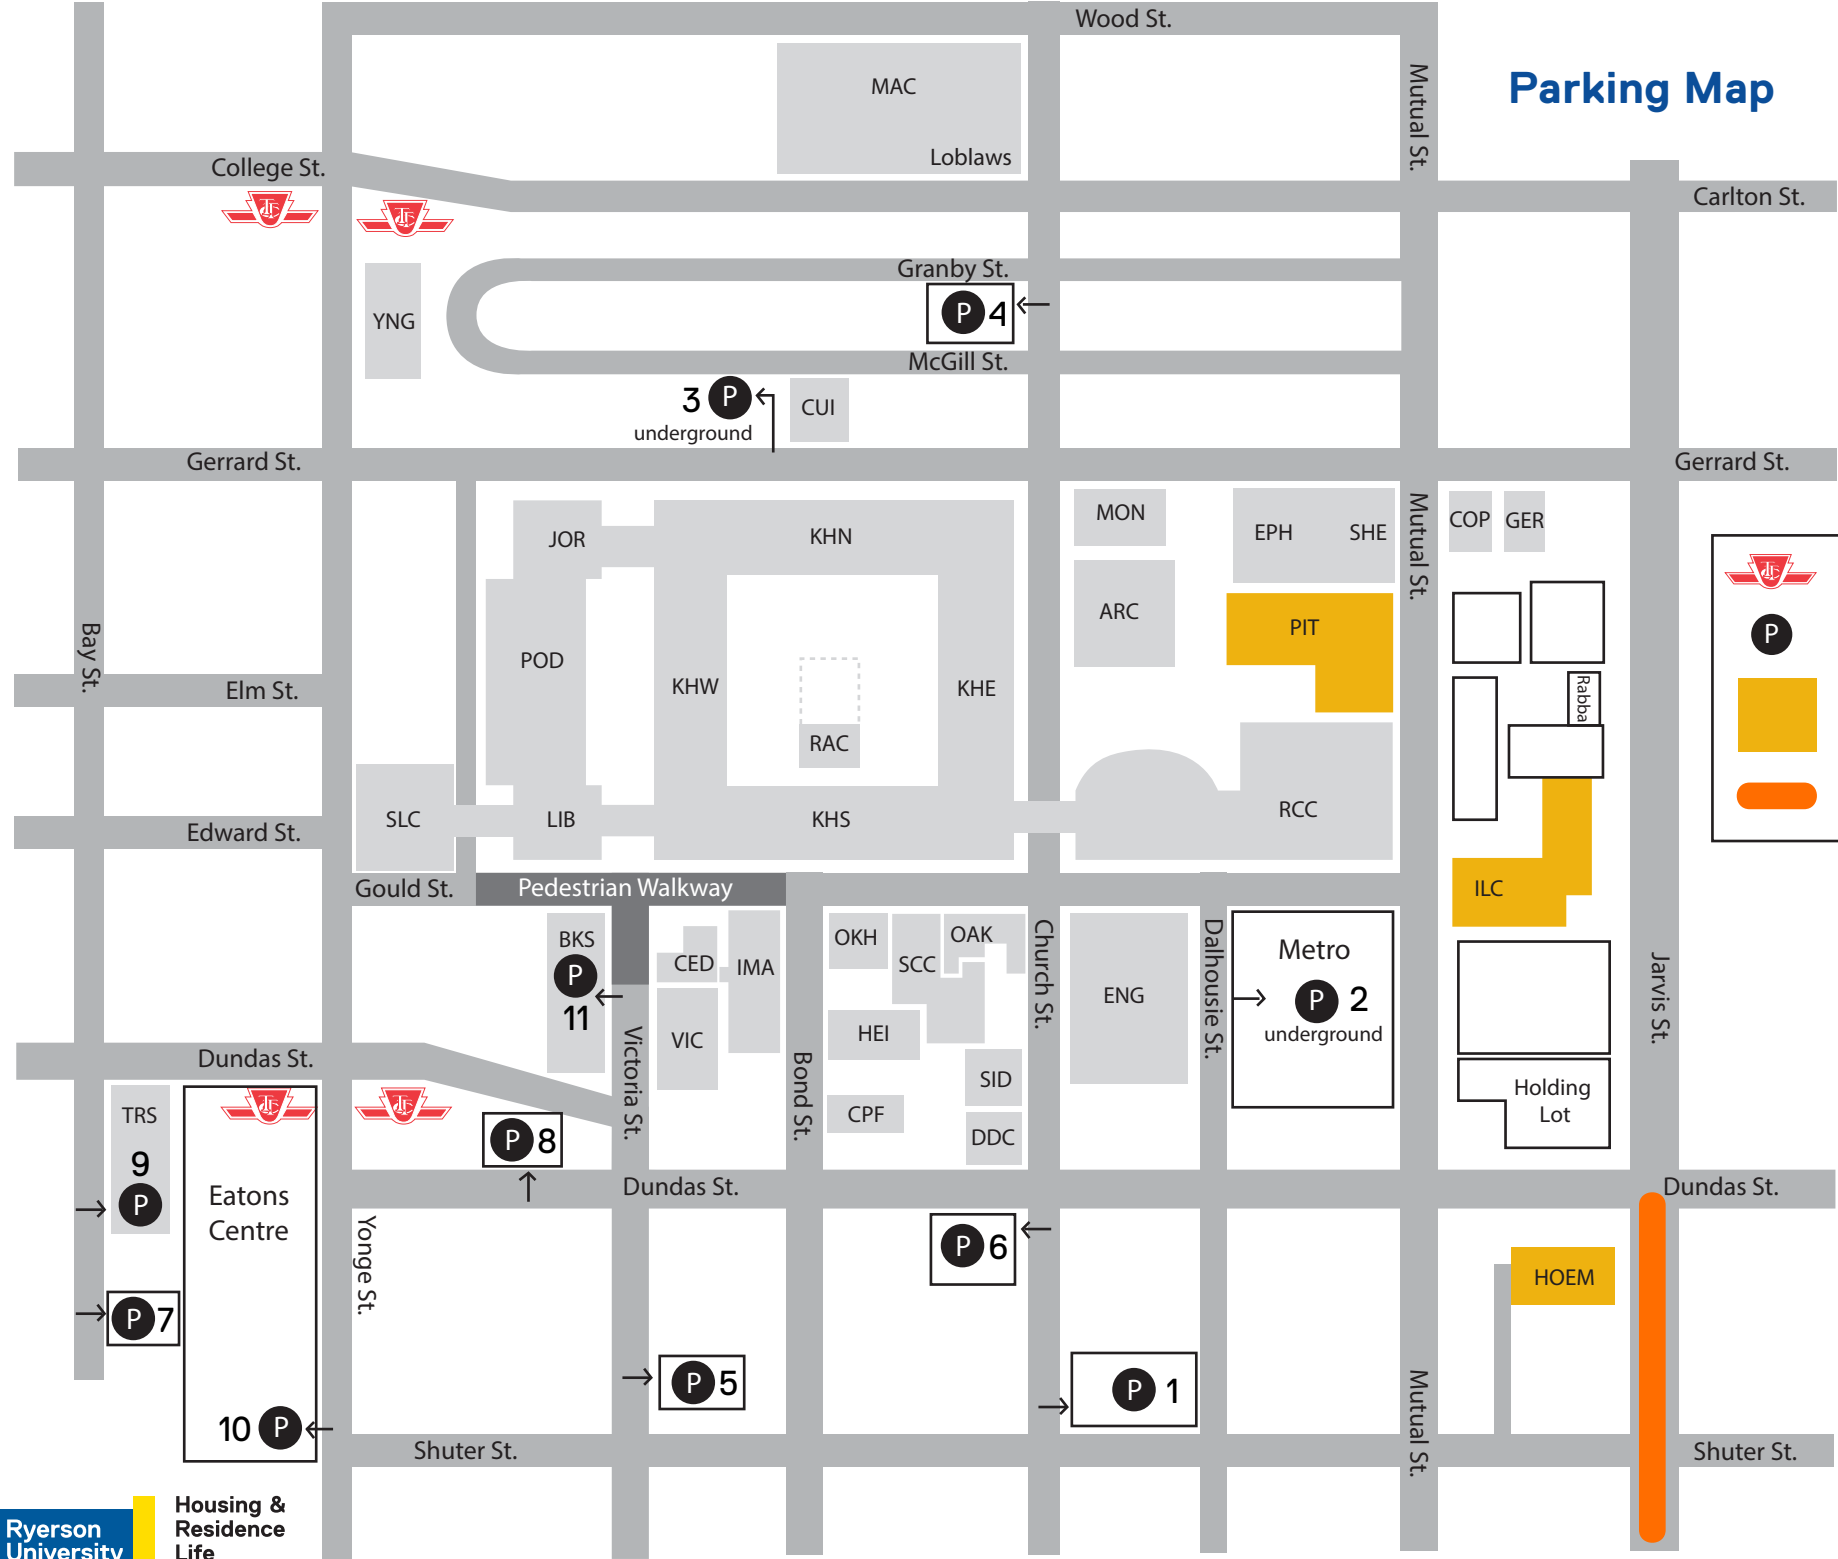 Wood St.
Parking Map
MAC
Loblaws
Mutual St.
College St.
Carlton St.
Granby St.
P 4
YNG
McGill St.
3 P
underground
CUI
Gerrard St.
Gerrard St.
JOR
KHN
MON
EPH
SHE
Mutual St.
COP
GER
ARC
PIT
P
Bay St.
POD
KHW
KHE
Elm St.
Rabba
RAC
SLC
LIB
KHS
RCC
Edward St.
Gould St.
Pedestrian Walkway
ILC
BKS
P
11
CED
IMA
OKH
SCC
OAK
Church St.
ENG
Dalhousie St.
Metro
P 2
underground
Jarvis St.
VIC
HEI
Victoria St.
Bond St.
Dundas St.
SID
CPF
DDC
Holding
Lot
TRS
9
P
P 8
Eatons
Centre
Dundas St.
Dundas St.
Yonge St.
P 6
HOEM
P 7
P 5
P 1
Mutual St.
10 P
Shuter St.
Shuter St.
Ryerson
University
Housing &
Residence
Life